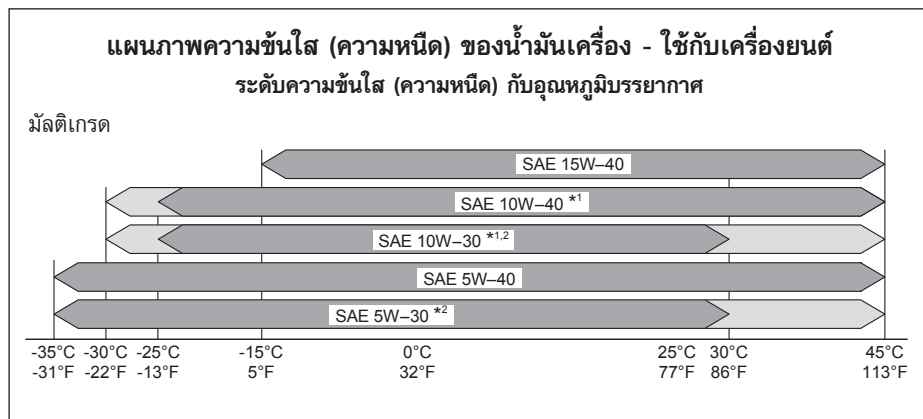 แผนภาพความข้นใส (ความหนืด) ของน้ำมันเครื่อง - ใช้กับเครื่องยนต์
ระดับความข้นใส (ความหนืด) กับอุณหภูมิบรรยากาศ
มัลติเกรด
SAE 15W–40
SAE 10W–40 *1
SAE 10W–30 *1,2
SAE 5W–40
SAE 5W–30 *2
-35°C -30°C -25°C -15°C 0°C 25°C 30°C 45°C
-31°F -22°F -13°F 5°F 32°F 77°F 86°F 113°F